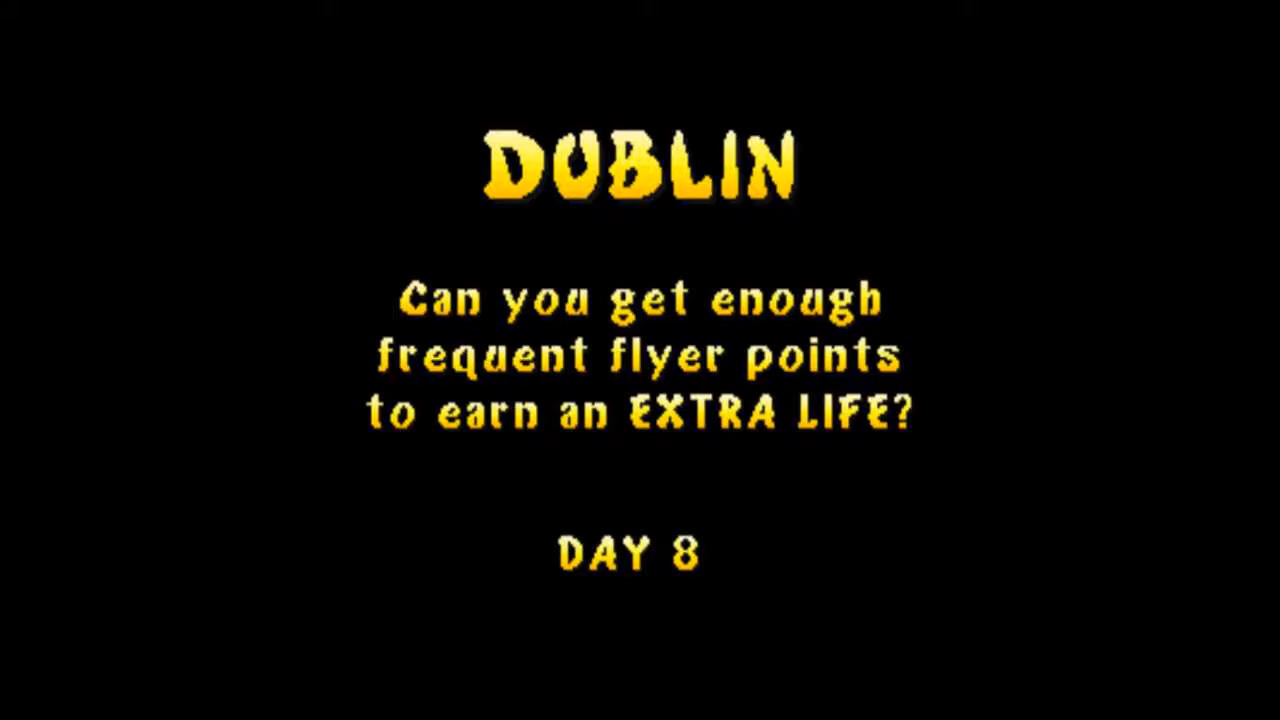 DUBLIN
Can you get enough
frequent flyer points
to earn an EXTRA LIFE?
DAY 8